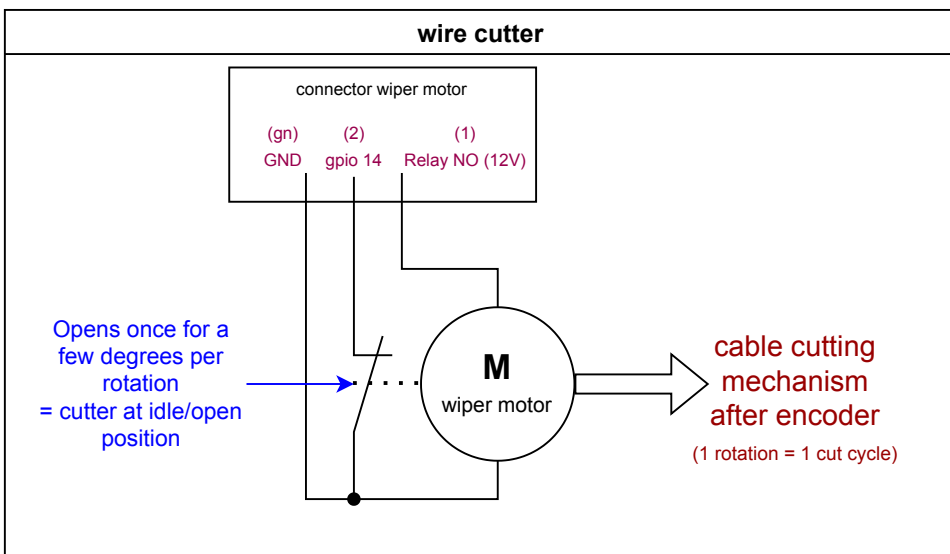 wire cutter
connector wiper motor
(gn) (2) (1)
GND gpio 14 Relay NO (12V)
Opens once for a
few degrees per
rotation
= cutter at idle/open
position
M
wiper motor
cable cutting
mechanism
after encoder
(1 rotation = 1 cut cycle)